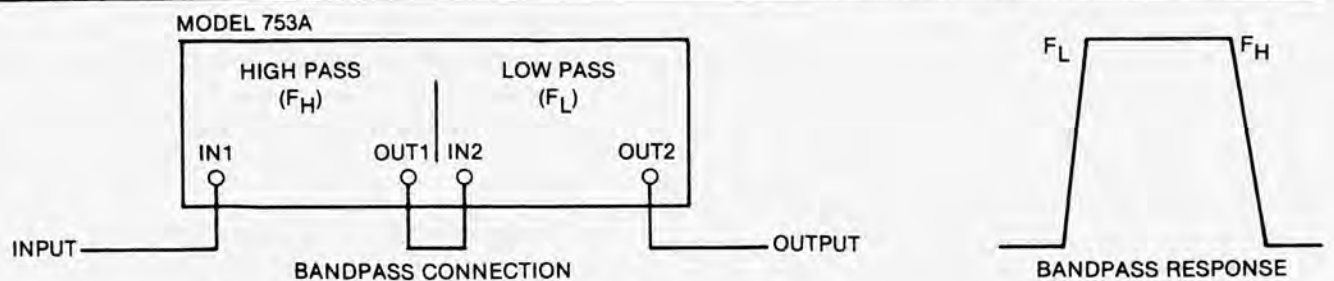 MODEL 753A
HIGH PASS
(FH)
LOW PASS
(FL)
IN1
OUT1
IN2
OUT2
INPUT
OUTPUT
BANDPASS CONNECTION
FL
FH
BANDPASS RESPONSE